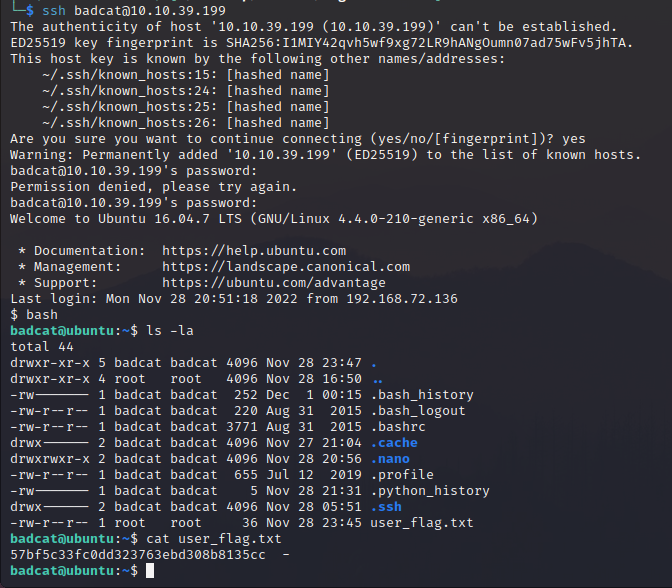 └─$ ssh badcat@10.10.39.199
The authenticity of host '10.10.39.199 (10.10.39.199)' can't be established.
ED25519 key fingerprint is SHA256:I1MIY42qvh5wf9xg72LR9hANgOumn07ad75wFv5jhTA.
This host key is known by the following other names/addresses:
    ~/.ssh/known_hosts:15: [hashed name]
    ~/.ssh/known_hosts:24: [hashed name]
    ~/.ssh/known_hosts:25: [hashed name]
    ~/.ssh/known_hosts:26: [hashed name]
Are you sure you want to continue connecting (yes/no/[fingerprint])? yes
Warning: Permanently added '10.10.39.199' (ED25519) to the list of known hosts.
badcat@10.10.39.199's password:
Permission denied, please try again.
badcat@10.10.39.199's password:
Welcome to Ubuntu 16.04.7 LTS (GNU/Linux 4.4.0-210-generic x86_64)

 * Documentation:  https://help.ubuntu.com
 * Management:     https://landscape.canonical.com
 * Support:        https://ubuntu.com/advantage
Last login: Mon Nov 28 20:51:18 2022 from 192.168.72.136
$ bash
badcat@ubuntu:~$ ls -la
total 44
drwxr-xr-x 5 badcat badcat 4096 Nov 28 23:47 .
drwxr-xr-x 4 root   root   4096 Nov 28 16:50 ..
-rw------- 1 badcat badcat  252 Dec  1 00:15 .bash_history
-rw-r--r-- 1 badcat badcat  220 Aug 31  2015 .bash_logout
-rw-r--r-- 1 badcat badcat 3771 Aug 31  2015 .bashrc
drwx------ 2 badcat badcat 4096 Nov 27 21:04 .cache
drwxrwxr-x 2 badcat badcat 4096 Nov 28 20:56 .nano
-rw-r--r-- 1 badcat badcat  655 Jul 12  2019 .profile
-rw------- 1 badcat badcat    5 Nov 28 21:31 .python_history
drwx------ 2 badcat badcat 4096 Nov 28 05:51 .ssh
-rw-r--r-- 1 root   root     36 Nov 28 23:45 user_flag.txt
badcat@ubuntu:~$ cat user_flag.txt
57bf5c33fc0dd323763ebd308b8135cc  -
badcat@ubuntu:~$